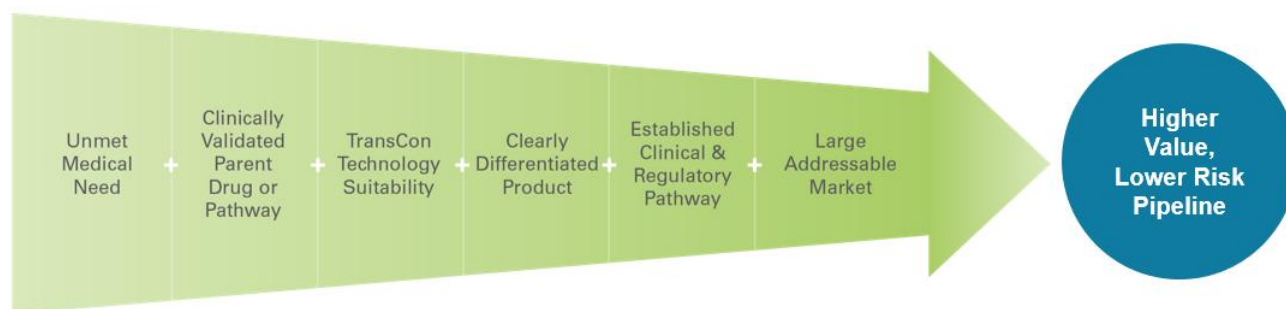 Unmet
Medical
Need
+
Clinically
Validated
Parent
Drug or
Pathway
+
TransCon
Technology
Suitability
+
Clearly
Differentiated
Product
+
Established
Clinical &
Regulatory
Pathway
+
Large
Addressable
Market
Higher
Value,
Lower Risk
Pipeline